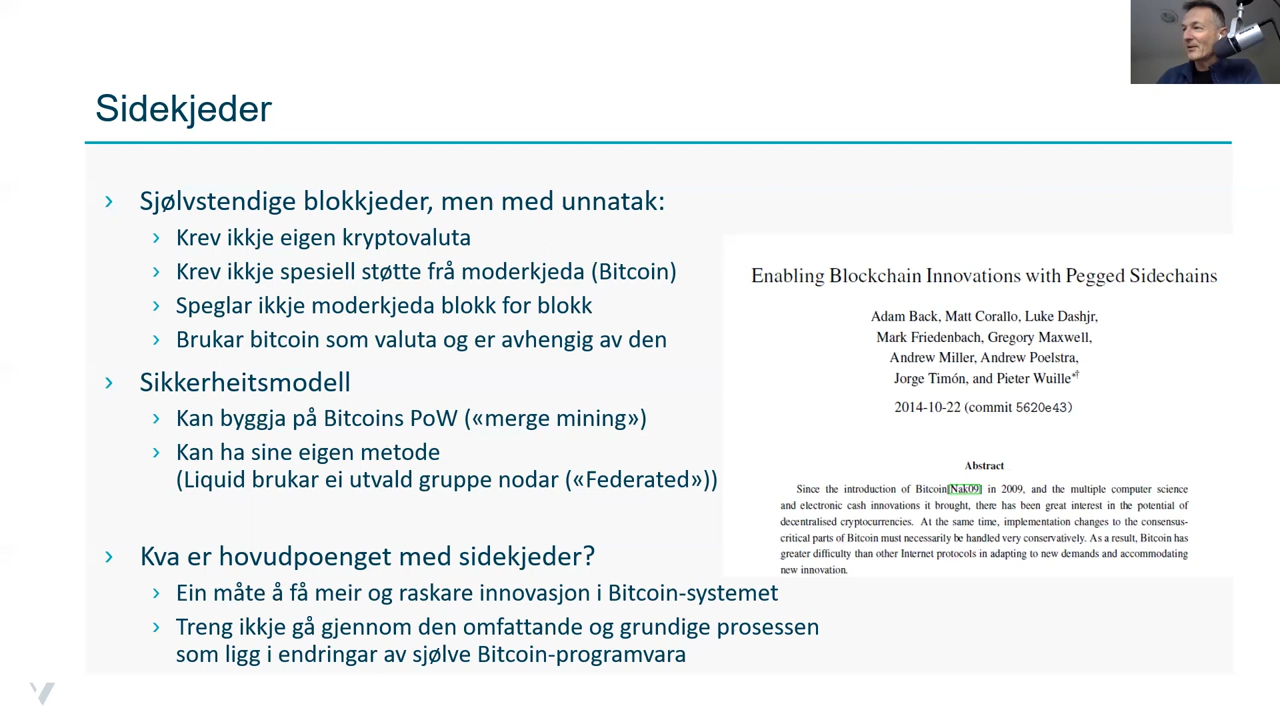 Sidekjeder
› Sjølvstendige blokkjeder, men med unnatak:
› Krev ikkje eigen kryptovaluta
› Krev ikkje spesiell støtte frå moderkjeda (Bitcoin)
› Speglar ikkje moderkjeda blokk for blokk
› Brukar bitcoin som valuta og er avhengig av den
› Sikkerheitsmodell
› Kan byggja på Bitcoins PoW («merge mining»)
› Kan ha sine eigen metode
(Liquid brukar ei utvald gruppe nodar («Federated»))
› Kva er hovudpoenget med sidekjeder?
› Ein måte å få meir og raskare innovasjon i Bitcoin-systemet
› Treng ikkje gå gjennom den omfattande og grundige prosessen
som ligg i endringar av sjølve Bitcoin-programvara
Enabling Blockchain Innovations with Pegged Sidechains
Adam Back, Matt Corallo, Luke Dashjr,
Mark Friedenbach, Gregory Maxwell,
Andrew Miller, Andrew Poelstra,
Jorge Timón, and Pieter Wuille*†
2014-10-22 (commit 5620e43)
Abstract
Since the introduction of Bitcoin[Nak09] in 2009, and the multiple computer science
and electronic cash innovations it brought, there has been great interest in the potential of
decentralised cryptocurrencies. At the same time, implementation changes to the consensus-
critical parts of Bitcoin must necessarily be handled very conservatively. As a result, Bitcoin has
greater difficulty than other Internet protocols in adapting to new demands and accommodating
new innovation.